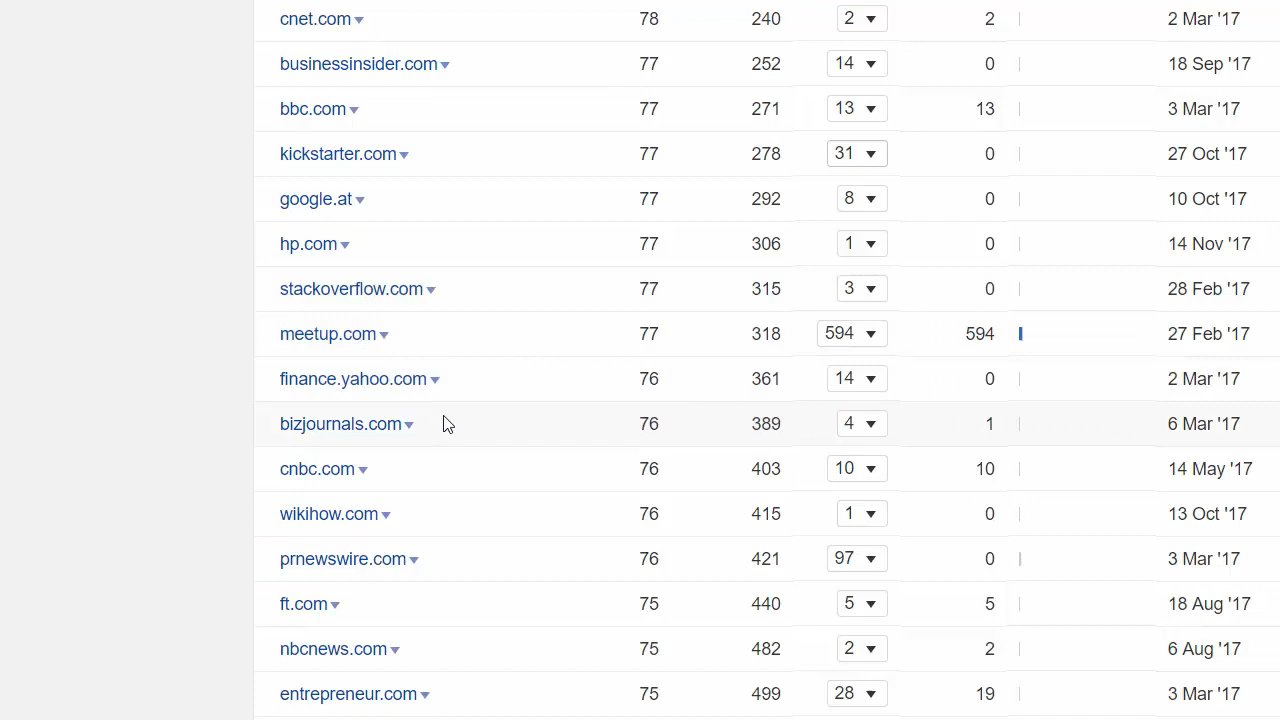 cnet.com 78 240 2 2 2 Mar '17
businessinsider.com 77 252 14 0 18 Sep '17
bbc.com 77 271 13 13 3 Mar '17
kickstarter.com 77 278 31 0 27 Oct '17
google.at 77 292 8 0 10 Oct '17
hp.com 77 306 1 0 14 Nov '17
stackoverflow.com 77 315 3 0 28 Feb '17
meetup.com 77 318 594 594 27 Feb '17
finance.yahoo.com 76 361 14 0 2 Mar '17
bizjournals.com 76 389 4 1 6 Mar '17
cnbc.com 76 403 10 10 14 May '17
wikihow.com 76 415 1 0 13 Oct '17
prnewswire.com 76 421 97 0 3 Mar '17
ft.com 75 440 5 5 18 Aug '17
nbcnews.com 75 482 2 2 6 Aug '17
entrepreneur.com 75 499 28 19 3 Mar '17